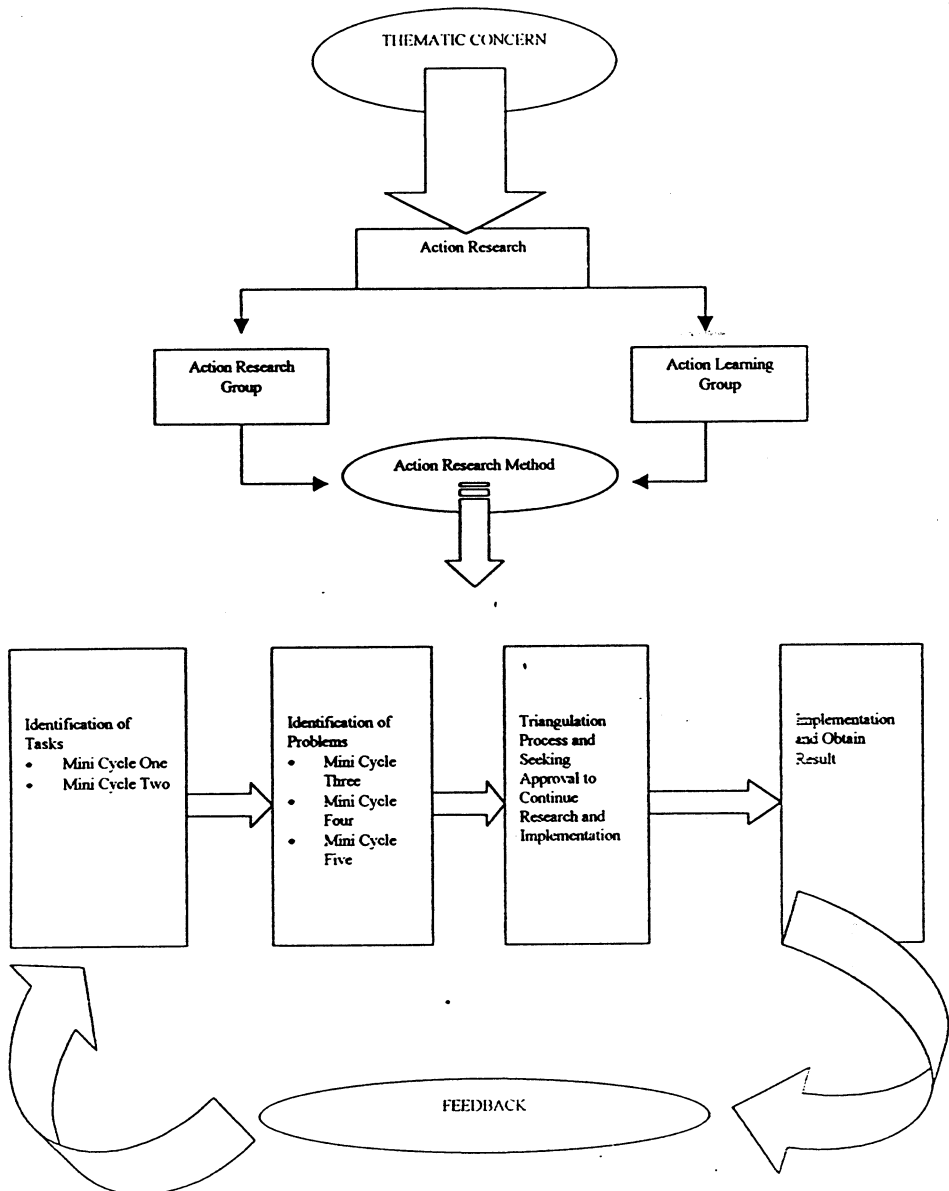 THEMATIC CONCERN
Action Research
Action Research
Group
Action Learning
Group
Action Research Method
Identification of
Tasks
• Mini Cycle One
• Mini Cycle Two
Identification of
Problems
• Mini Cycle
Three
• Mini Cycle
Four
• Mini Cycle
Five
Triangulation
Process and
Seeking
Approval to
Continue
Research and
Implementation
Implementation
and Obtain
Result
FEEDBACK